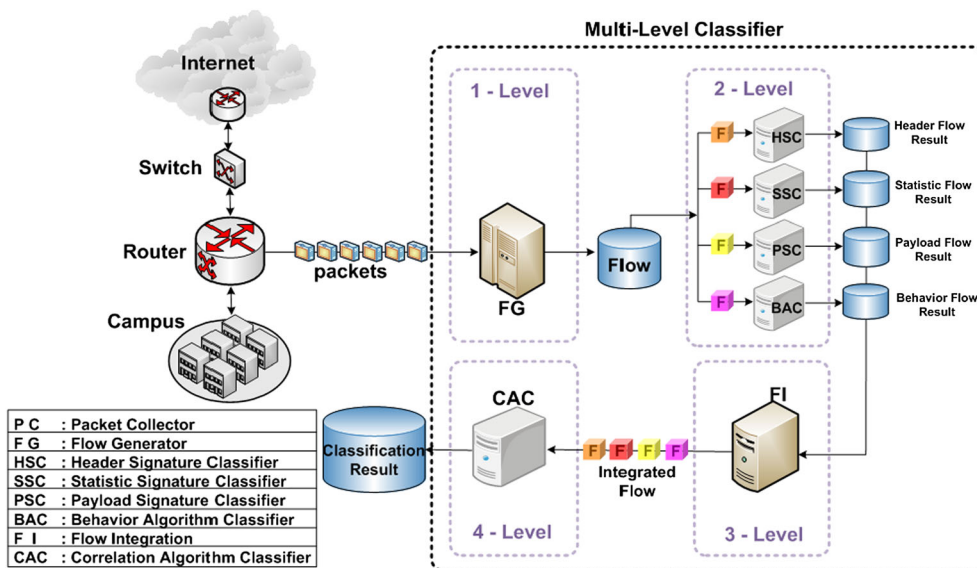 Multi-Level Classifier
Internet
Switch
Router
Campus
packets
1 - Level
FG
Flow
2 - Level
F
HSC
F
SSC
F
PSC
F
BAC
Header Flow
Result
Statistic Flow
Result
Payload Flow
Result
Behavior Flow
Result
FI
3 - Level
F F F F
Integrated
Flow
CAC
4 - Level
Classification
Result
P C : Packet Collector
F G : Flow Generator
HSC : Header Signature Classifier
SSC : Statistic Signature Classifier
PSC : Payload Signature Classifier
BAC : Behavior Algorithm Classifier
F I : Flow Integration
CAC : Correlation Algorithm Classifier